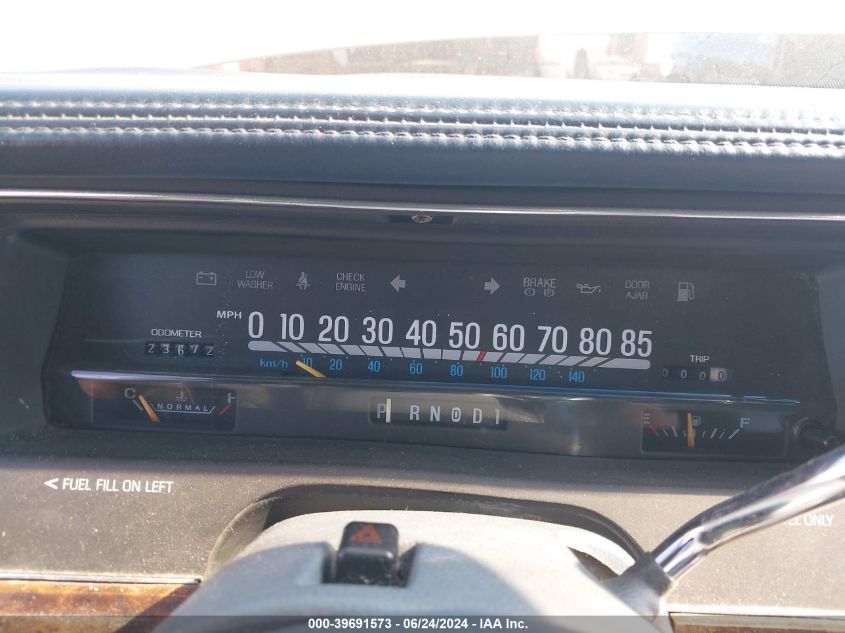 LOW WASHER
CHECK ENGINE
BRAKE
DOOR AJAR
MPH 0 10 20 30 40 50 60 70 80 85
ODOMETER
23672
km/h 10 20 40 60 80 100 120 140
TRIP
0000
C NORMAL H
P R N D D 1
E F
< FUEL FILL ON LEFT
ONLY
000-39691573 - 06/24/2024 - IAA Inc.